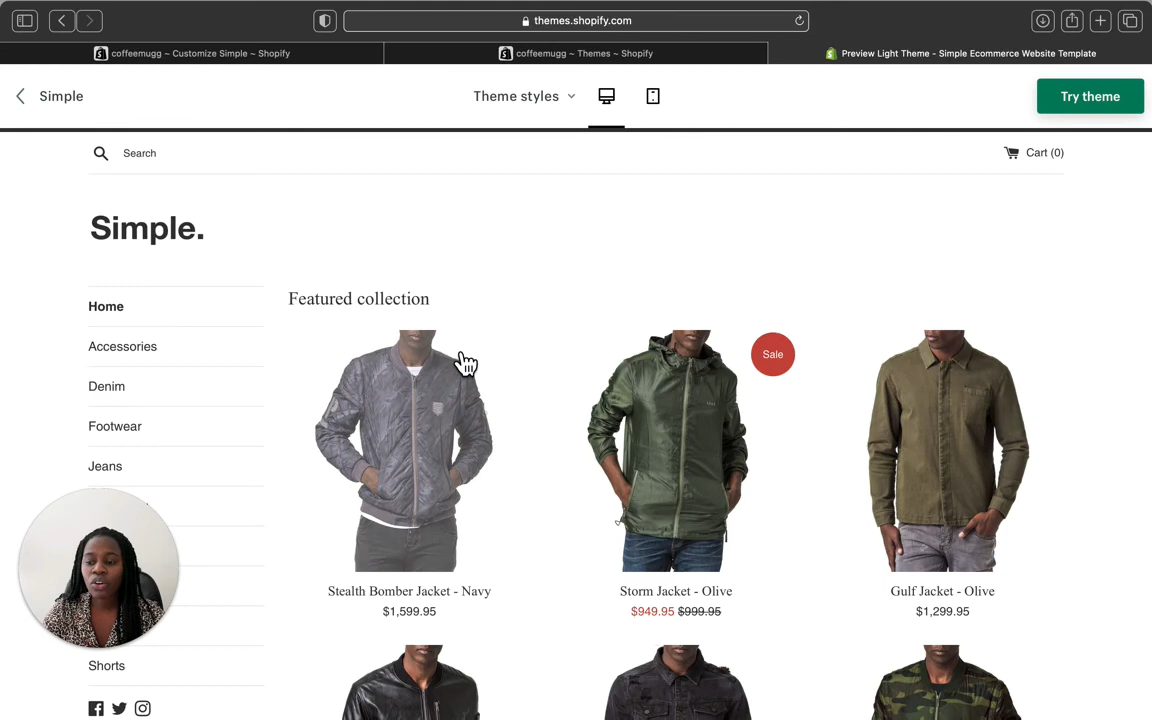 themes.shopify.com
coffeemugg ~ Customize Simple ~ Shopify
coffeemugg ~ Themes ~ Shopify
Preview Light Theme - Simple Ecommerce Website Template
Simple
Theme styles
Try theme
Search
Cart (0)
Simple.
Home
Accessories
Denim
Footwear
Jeans
Shorts
Featured collection
Sale
Stealth Bomber Jacket - Navy
$1,599.95
Storm Jacket - Olive
$949.95 $999.95
Gulf Jacket - Olive
$1,299.95